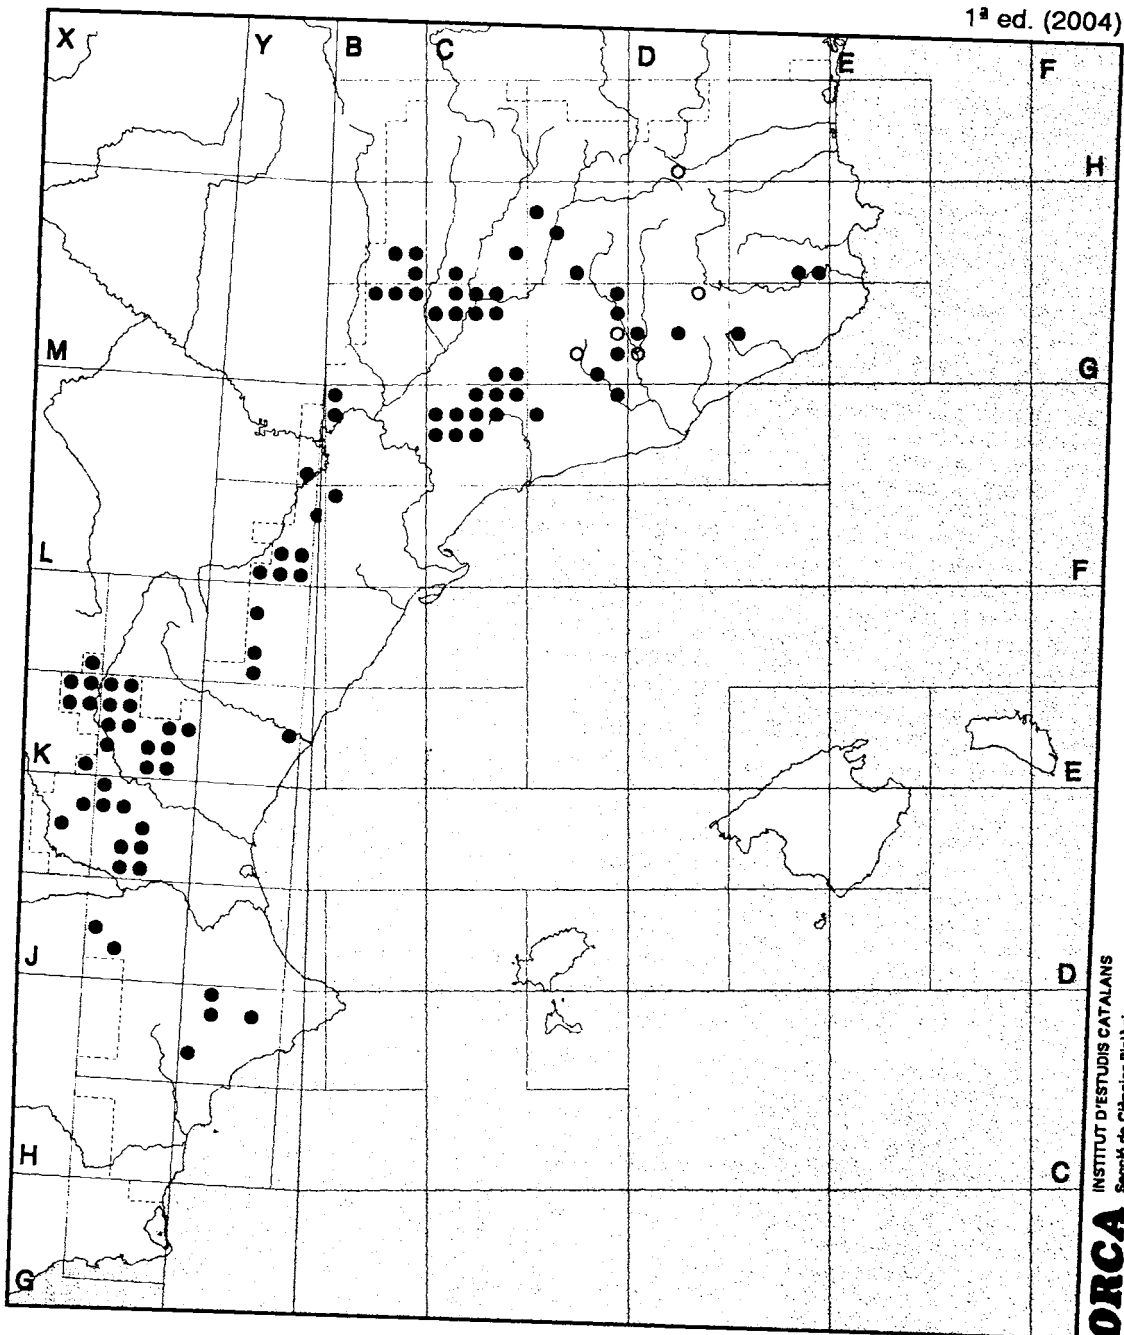 1ª ed. (2004)
X Y B C D E F
H
M G
L F
K E
J D
H C
G
INSTITUT D'ESTUDIS CATALANS
ORCA